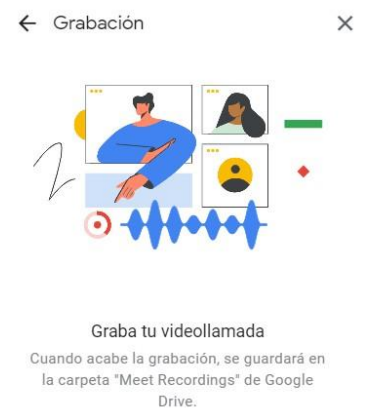 Grabación
Graba tu videollamada
Cuando acabe la grabación, se guardará en
la carpeta "Meet Recordings" de Google
Drive.